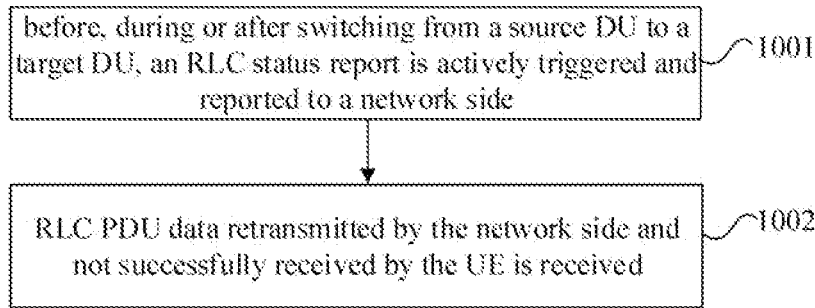 before, during or after switching from a source DU to a
target DU, an RLC status report is actively triggered and
reported to a network side
1001
RLC PDU data retransmitted by the network side and
not successfully received by the UE is received
1002